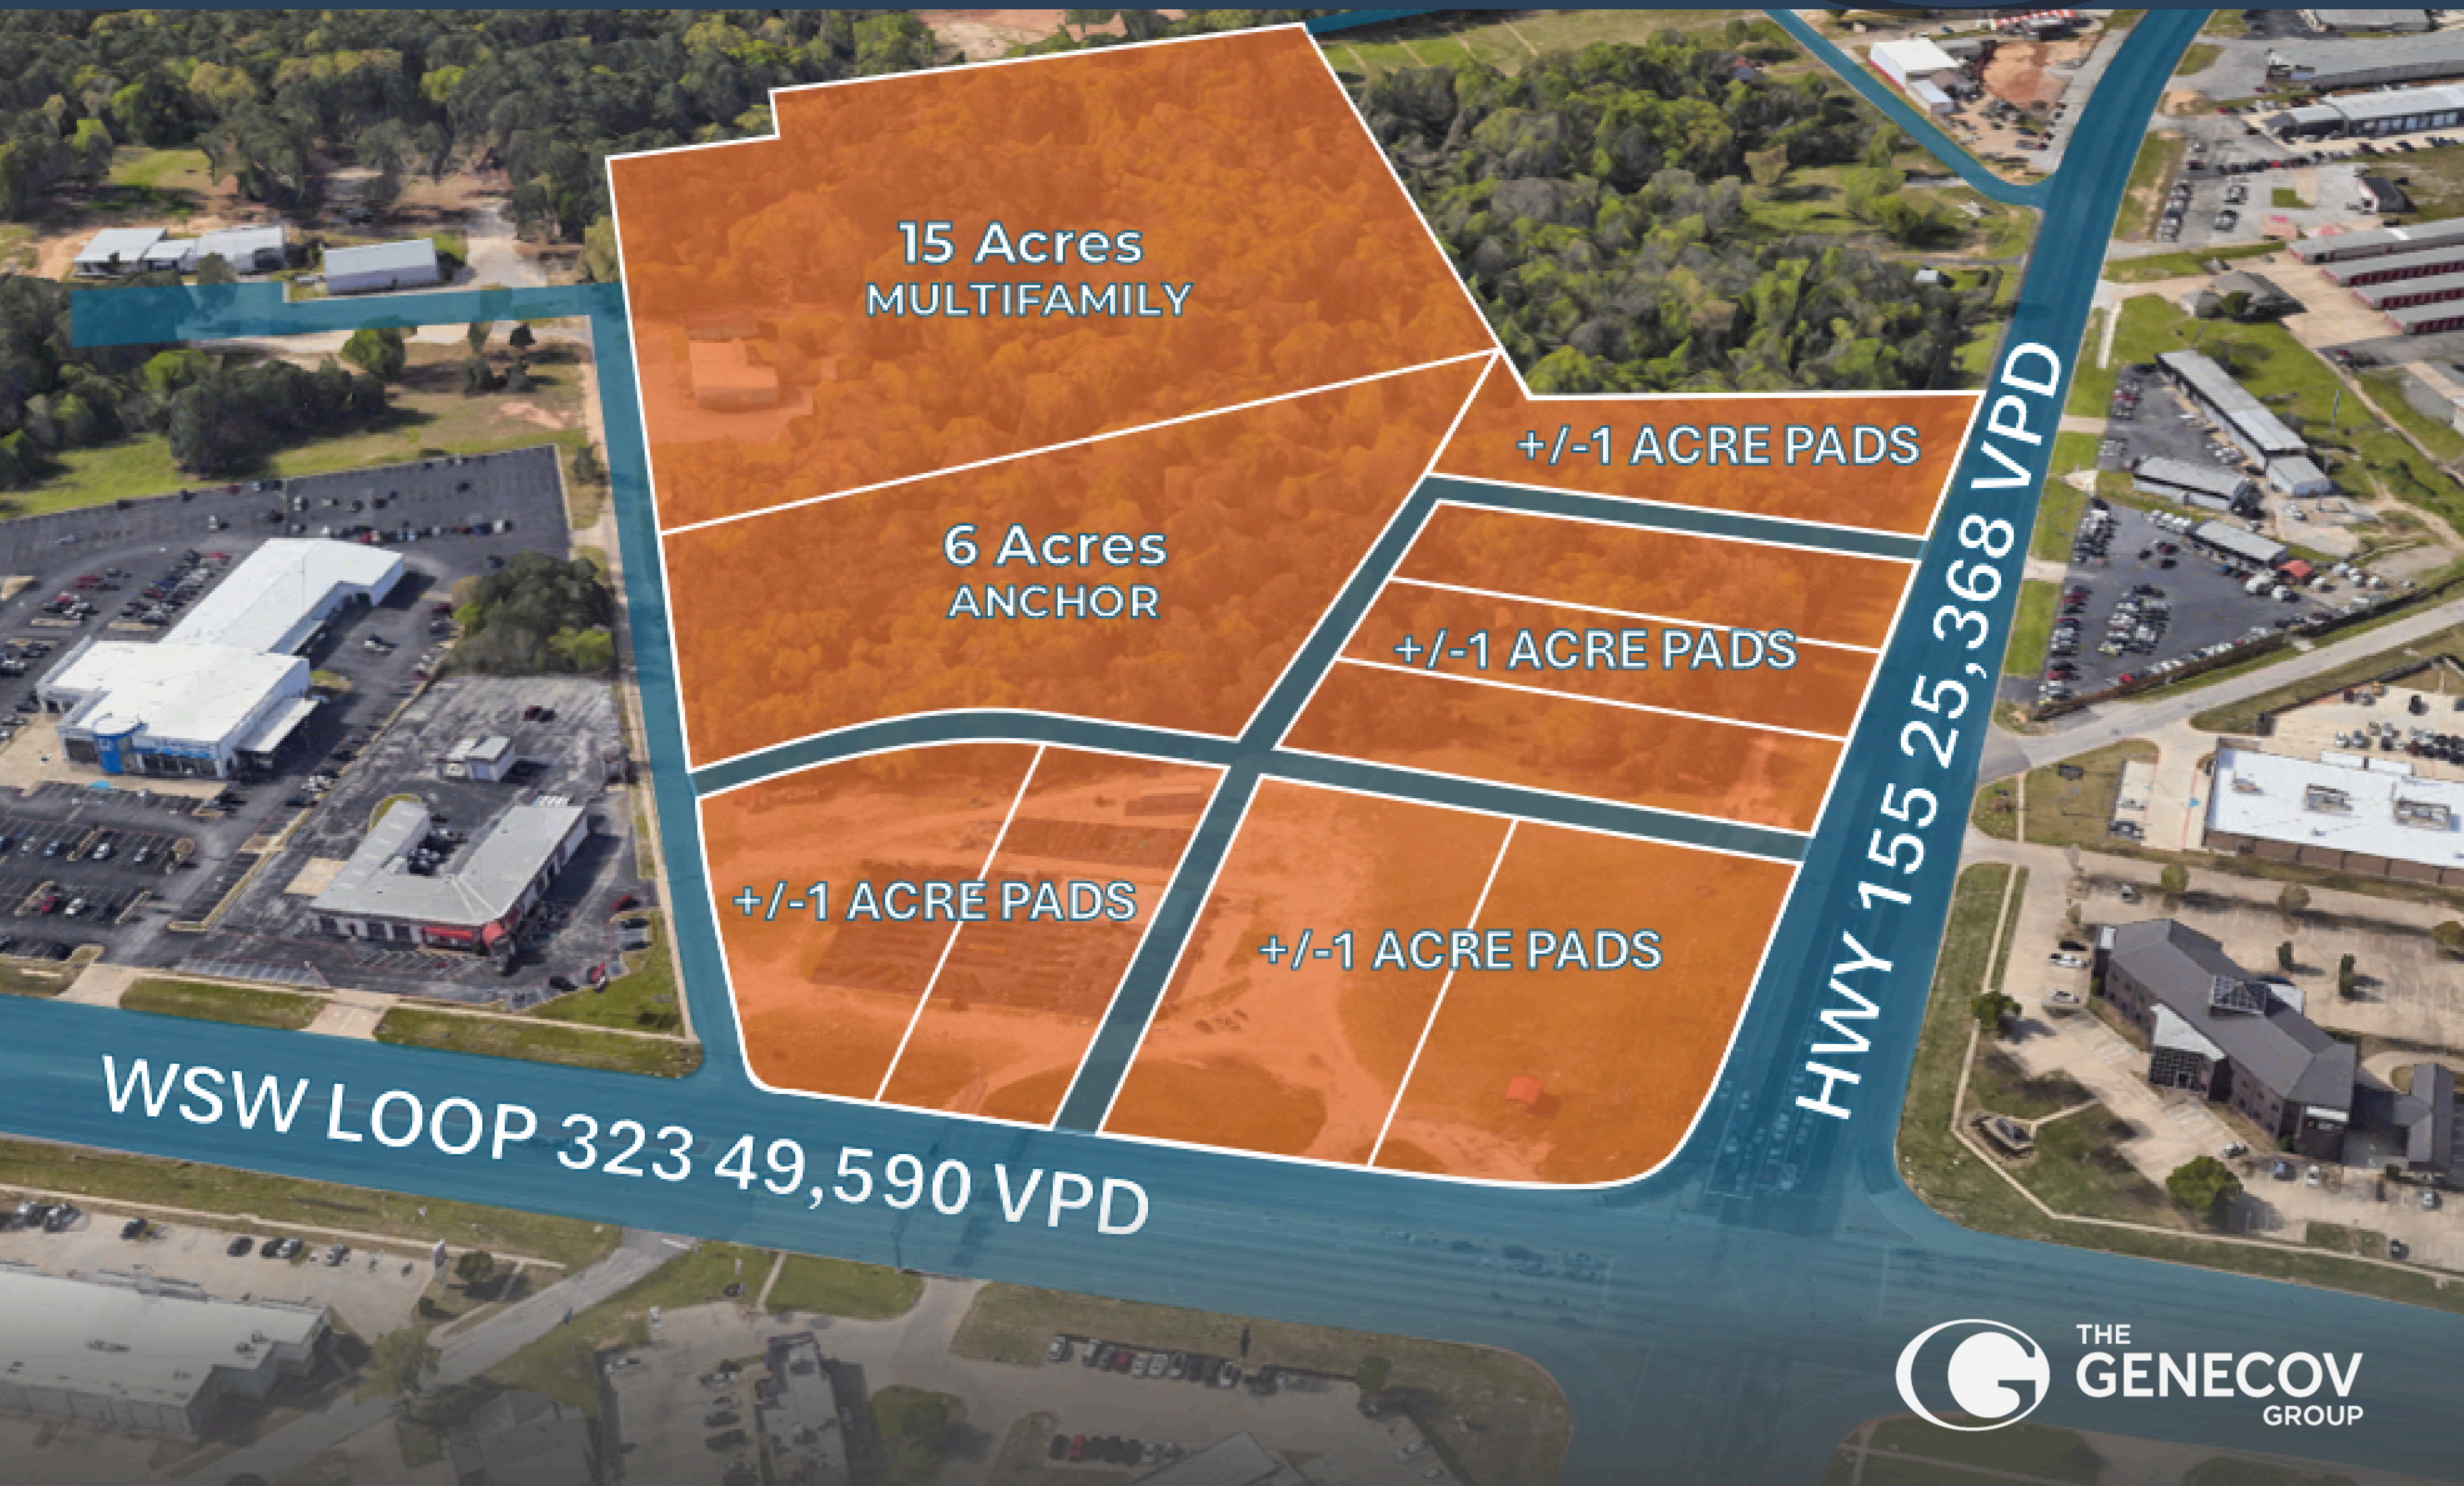 15 Acres
MULTIFAMILY
+/-1 ACRE PADS
6 Acres
ANCHOR
+/-1 ACRE PADS
+/-1 ACRE PADS
+/-1 ACRE PADS
HWY 155 25,368 VPD
WSW LOOP 323 49,590 VPD
THE
GENECOV
GROUP